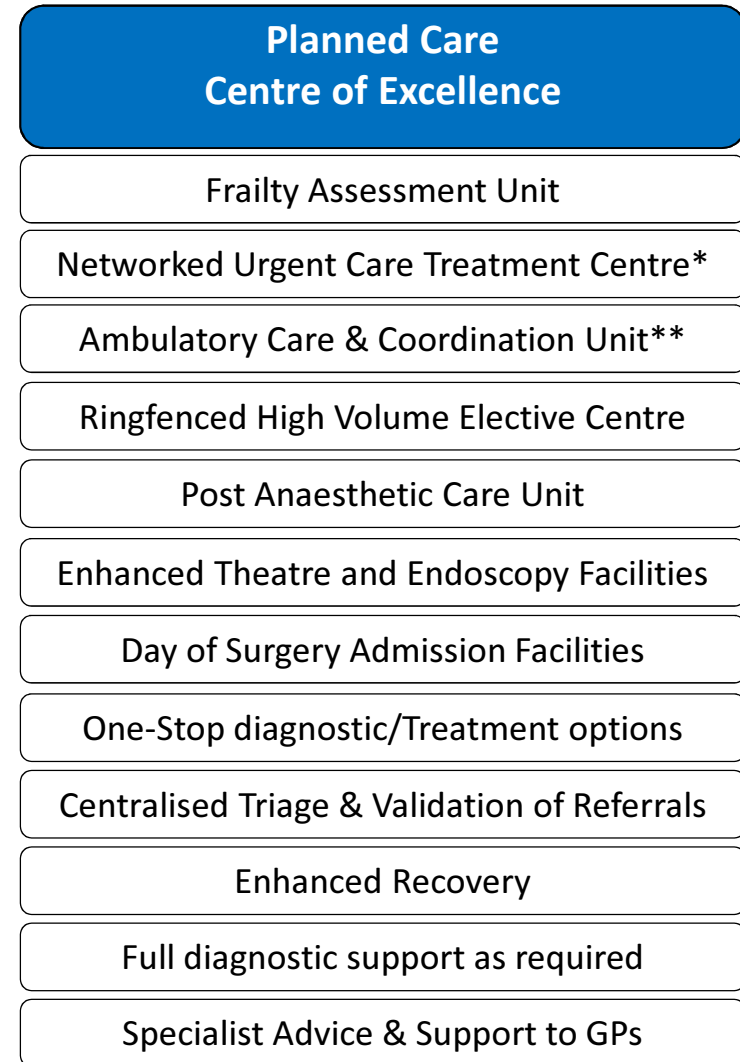 Planned Care
Centre of Excellence
Frailty Assessment Unit
Networked Urgent Care Treatment Centre*
Ambulatory Care & Coordination Unit**
Ringfenced High Volume Elective Centre
Post Anaesthetic Care Unit
Enhanced Theatre and Endoscopy Facilities
Day of Surgery Admission Facilities
One-Stop diagnostic/Treatment options
Centralised Triage & Validation of Referrals
Enhanced Recovery
Full diagnostic support as required
Specialist Advice & Support to GPs